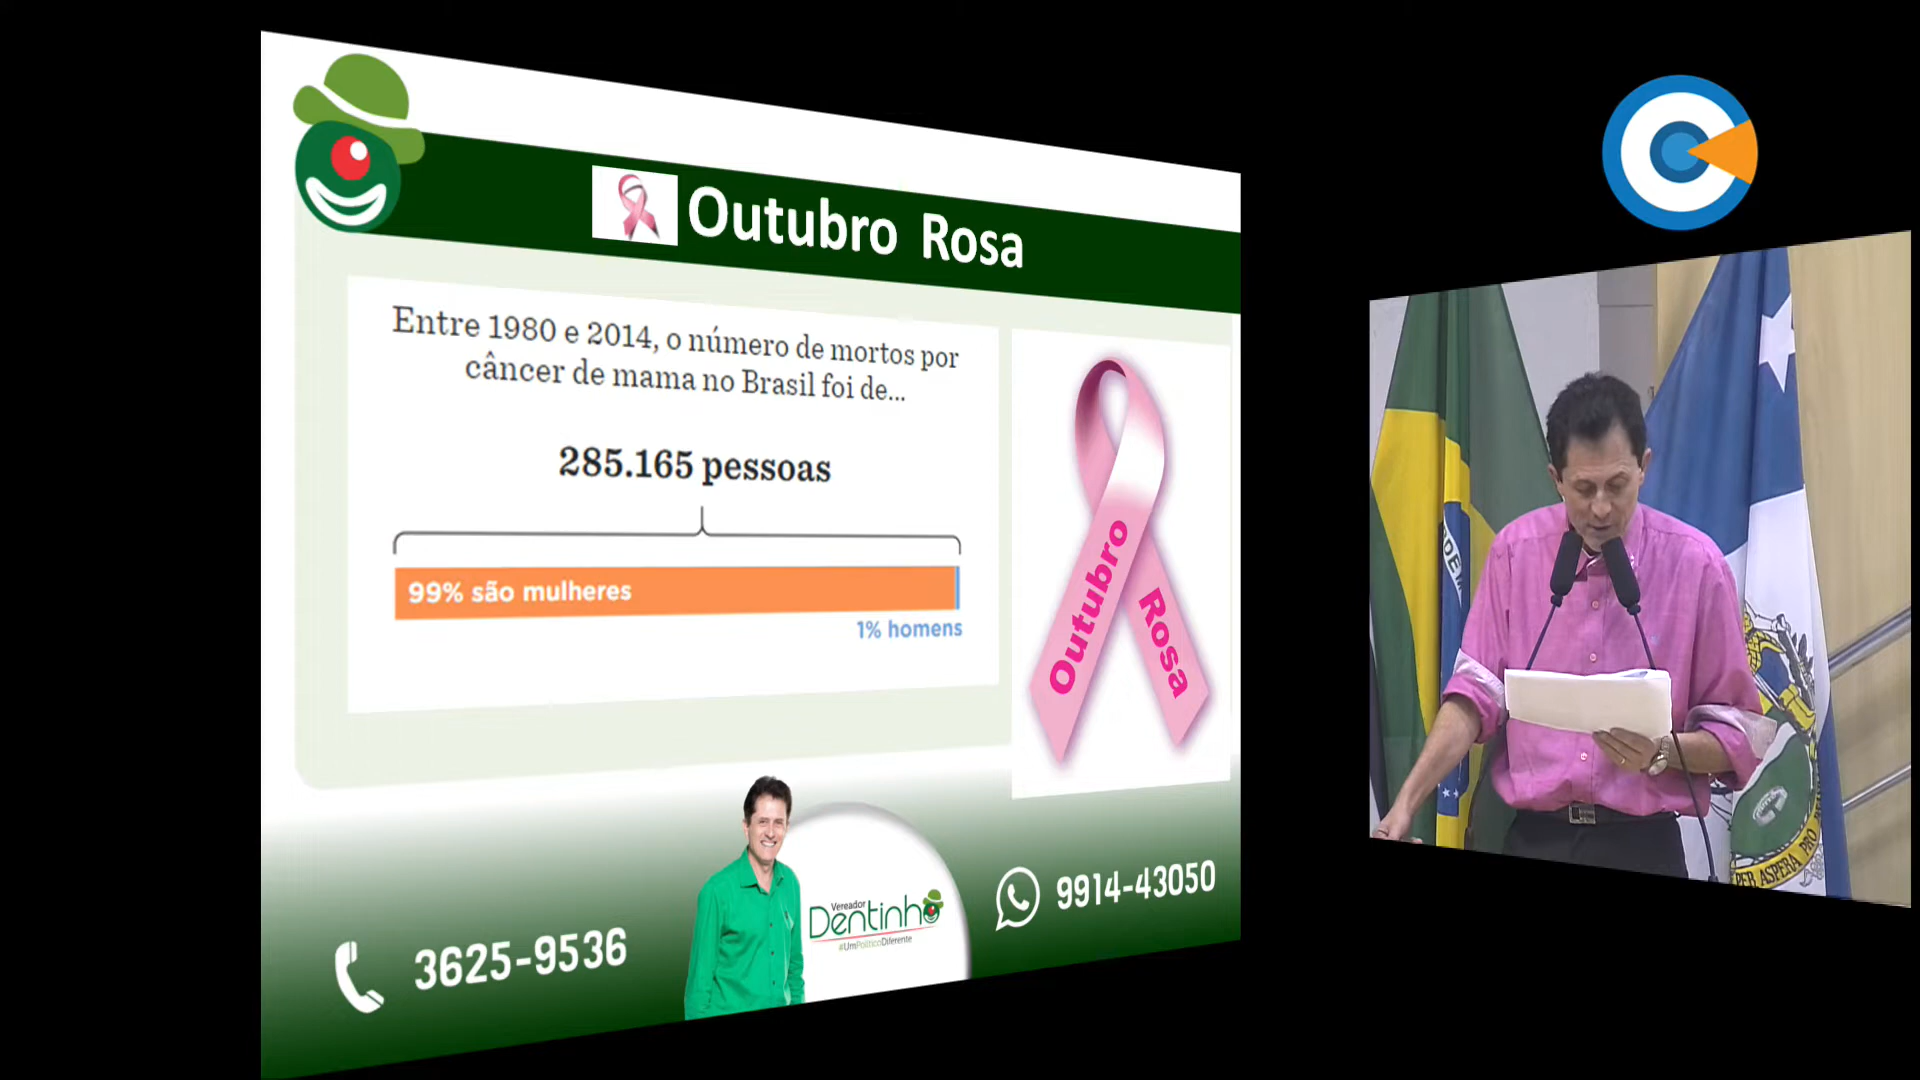 Outubro Rosa
Entre 1980 e 2014, o número de mortos por
câncer de mama no Brasil foi de...
285.165 pessoas
99% são mulheres
1% homens
Outubro
Rosa
Vereador
Dentinho
#UmPolíticoDiferente
3625-9536
9914-43050
PER ASPERA PRO